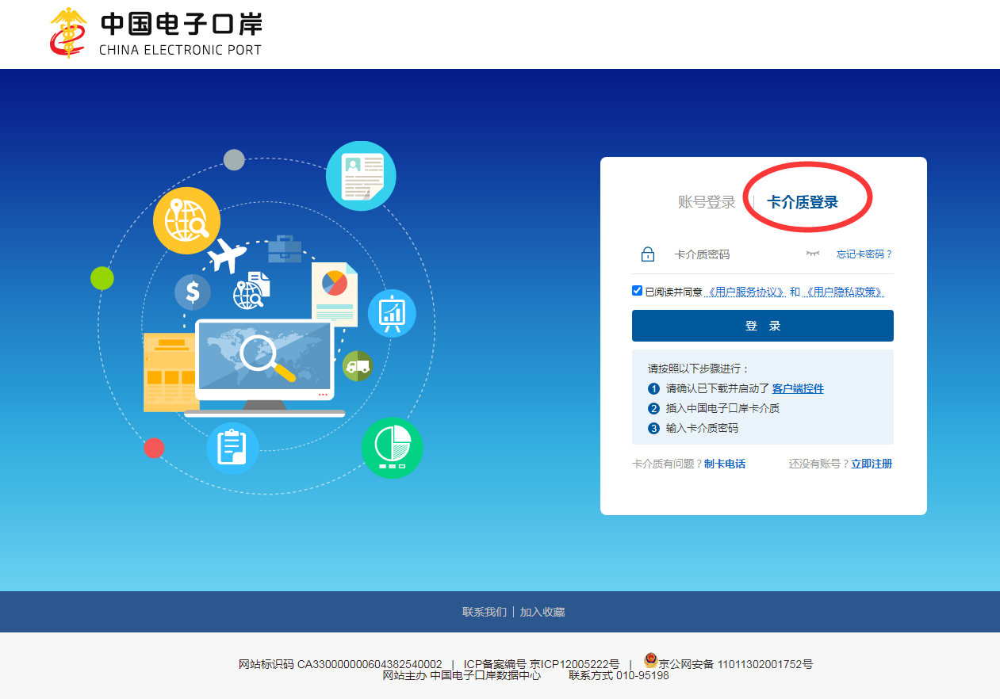 中国电子口岸
CHINA ELECTRONIC PORT
账号登录 卡介质登录
卡介质密码 忘记卡密码？
已阅读并同意《用户服务协议》 和 《用户隐私政策》
登 录
请按照以下步骤进行：
1 请确认已下载并启动了 客户端控件
2 插入中国电子口岸卡介质
3 输入卡介质密码
卡介质有问题？制卡电话 还没有账号？立即注册
$
联系我们 | 加入收藏
网站标识码 CA330000000604382540002 | ICP备案编号 京ICP12005222号 | 京公网安备 11011302001752号
网站主办 中国电子口岸数据中心 联系方式 010-95198